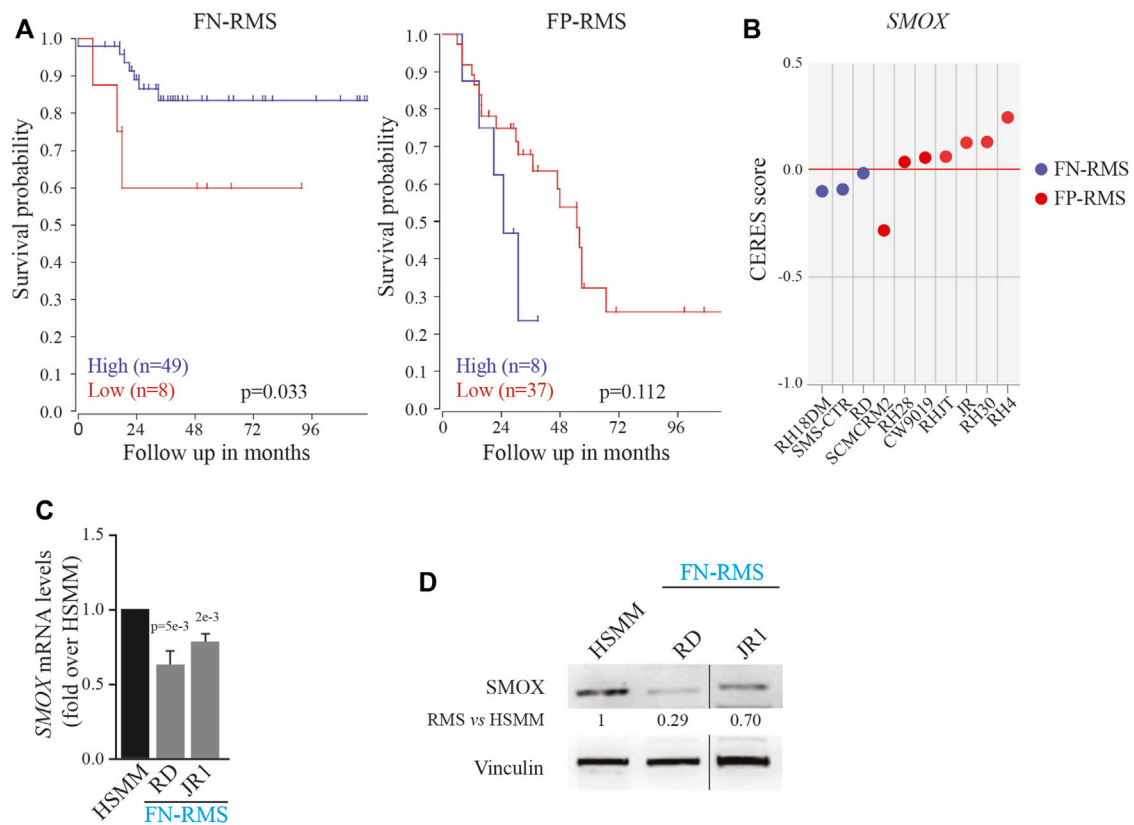 A
FN-RMS
Survival probability
1.0
0.9
0.8
0.7
0.6
0.5
0.4
0.3
0.2
0.1
0.0
High (n=49)
Low (n=8)
p=0.033
0
24
48
72
96
Follow up in months
FP-RMS
Survival probability
1.0
0.9
0.8
0.7
0.6
0.5
0.4
0.3
0.2
0.1
0.0
High (n=8)
Low (n=37)
p=0.112
0
24
48
72
96
Follow up in months
B
SMOX
CERES score
0.5
0.0
-0.5
-1.0
RH18DM
SMS-CTR
RD
SCMCRM2
RH28
CW9019
RHJT
JR
RH30
RH4
FN-RMS
FP-RMS
C
SMOX mRNA levels
(fold over HSMM)
1.5
1.0
0.5
0.0
p=5e-3
2e-3
HSMM
RD
JR1
FN-RMS
D
FN-RMS
HSMM
RD
JR1
SMOX
RMS vs HSMM
1
0.29
0.70
Vinculin